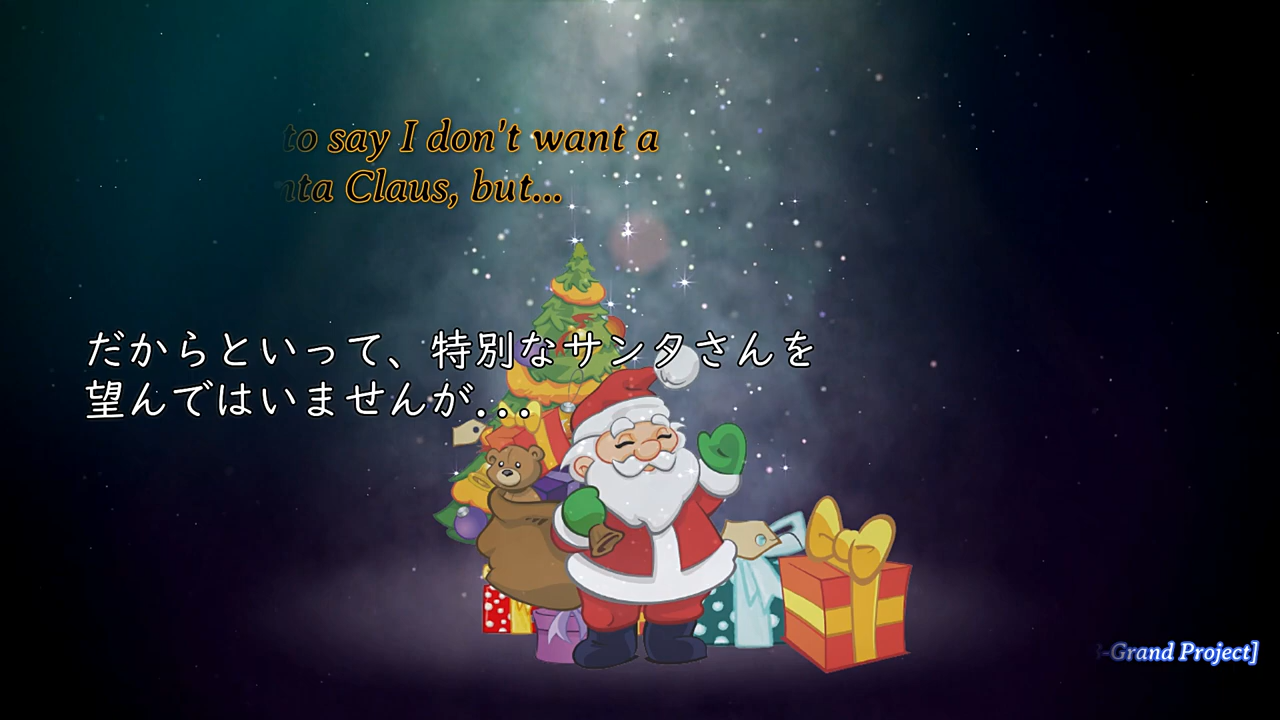 to say I don't want a
Claus, but...
だからといって、特別なサンタさんを
望んではいませんが...
-Grand Project]